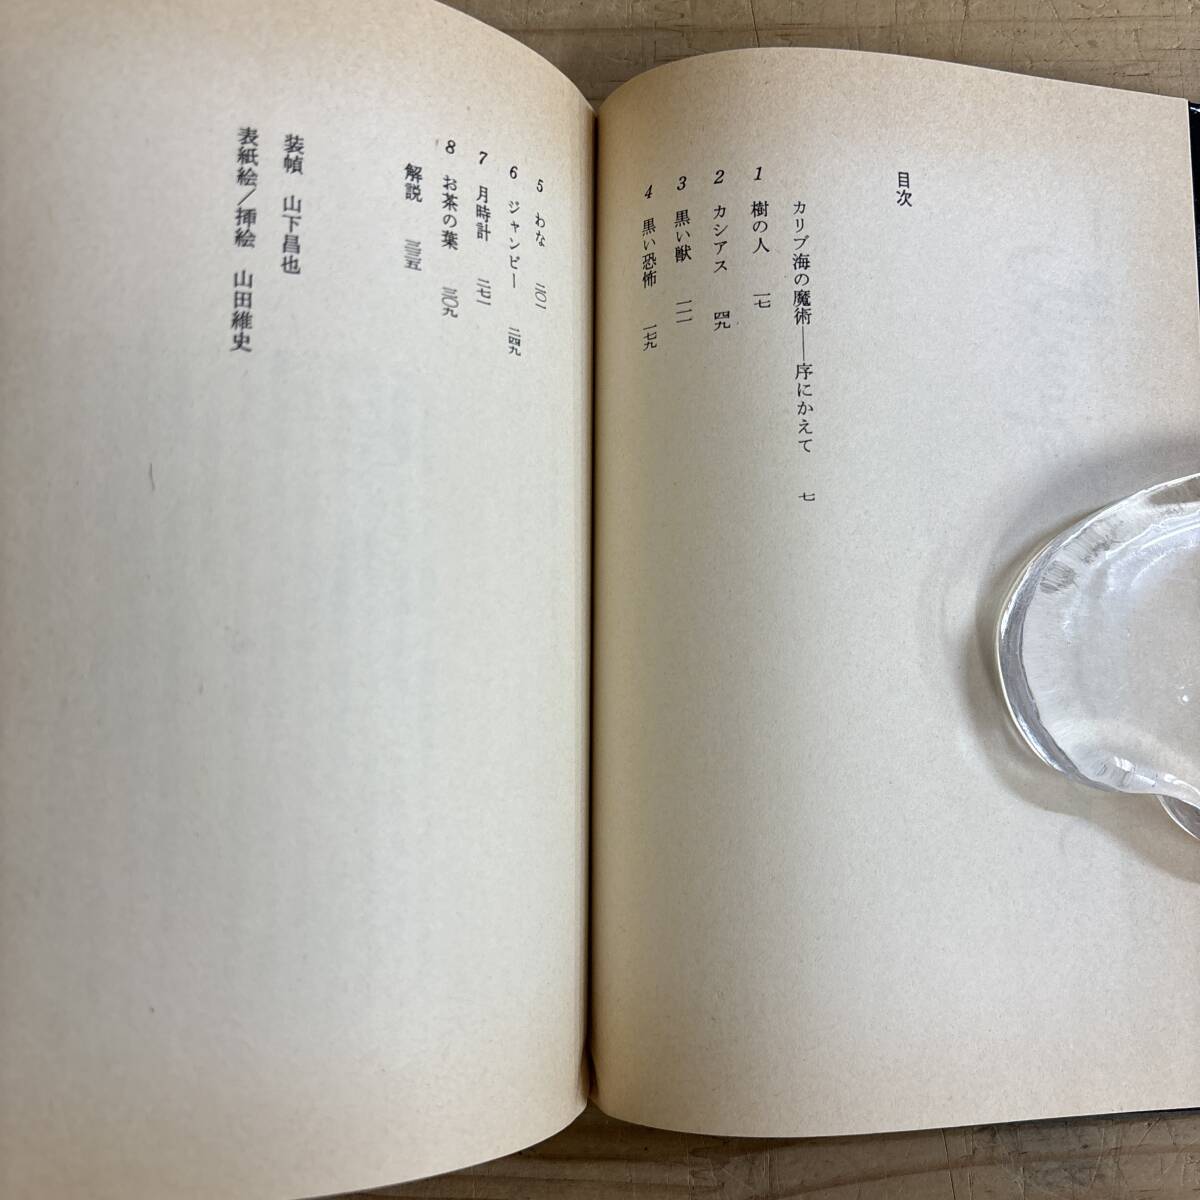 目次
カリブ海の魔術――序にかえて 七
1 樹の人 一七
2 カシアス 四九
3 黒い獣 一一一
4 黒い恐怖 一七九
5 わな 二〇一
6 ジャンビー 二四九
7 月時計 二七一
8 お茶の葉 三〇九
解説 三三五
装幀 山下昌也
表紙絵/挿絵 山田維史